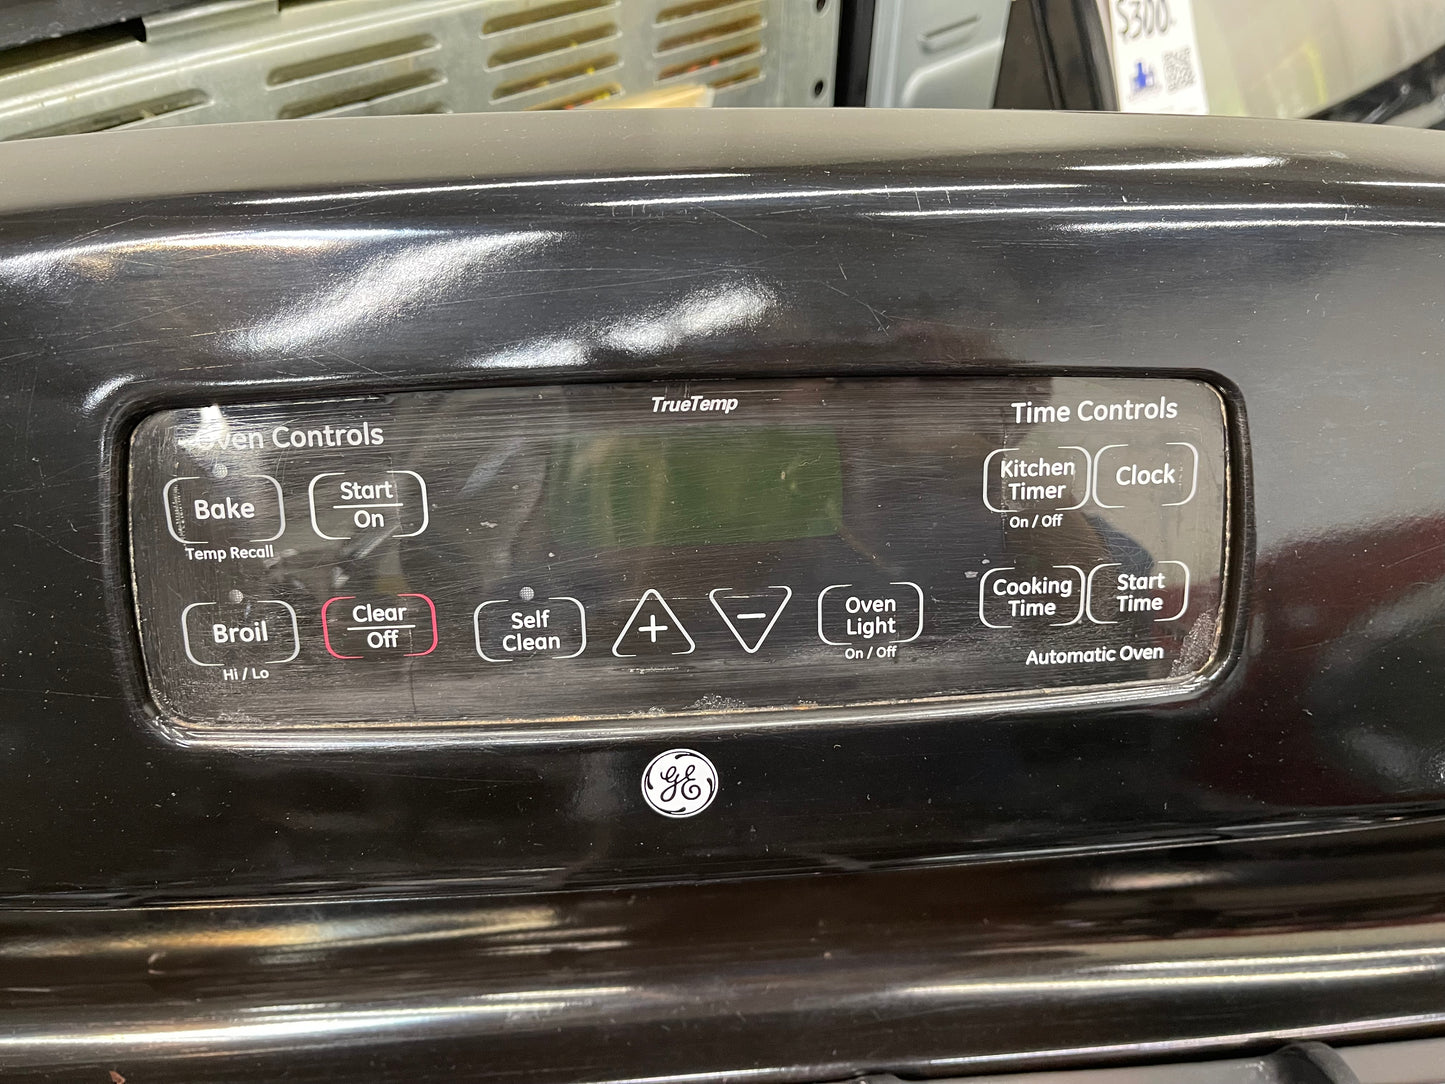 $300.
TrueTemp
Oven Controls
Time Controls
Bake
Temp Recall
Start
On
Kitchen
Timer
On / Off
Clock
Broil
Hi / Lo
Clear
Off
Self
Clean
+
−
Oven
Light
On / Off
Cooking
Time
Start
Time
Automatic Oven
GE